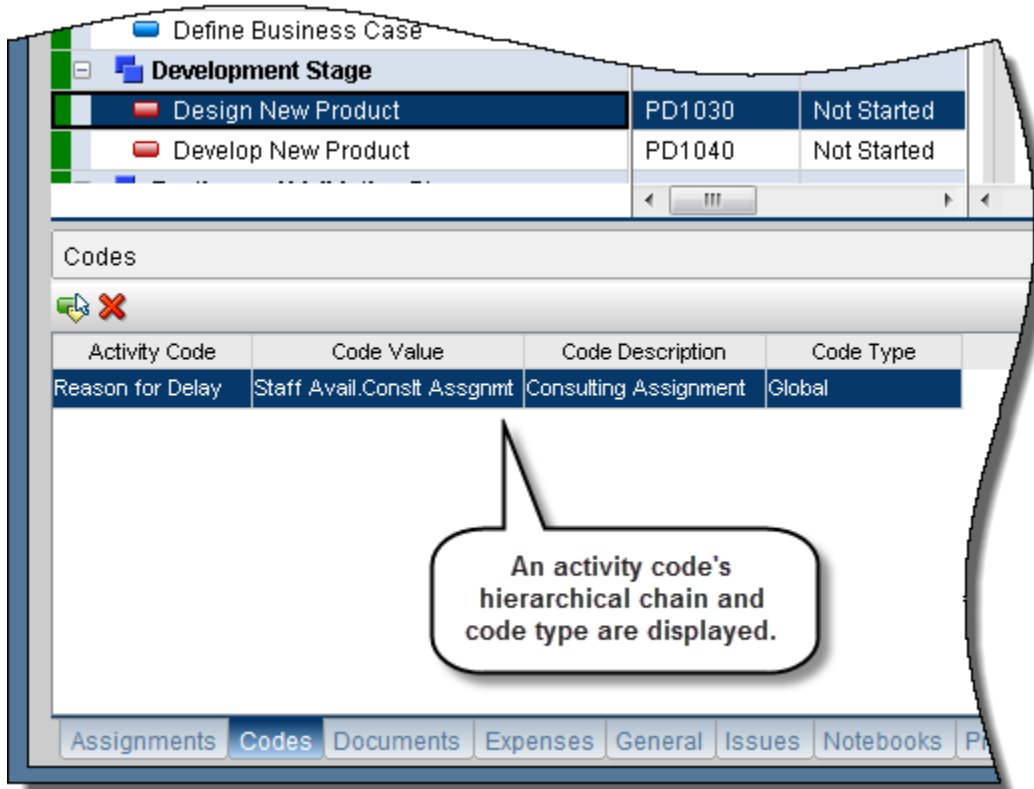 Define Business Case
Development Stage
Design New Product PD1030 Not Started
Develop New Product PD1040 Not Started
Codes
Activity Code Code Value Code Description Code Type
Reason for Delay Staff Avail.Conslt Assgnmt Consulting Assignment Global
An activity code's
hierarchical chain and
code type are displayed.
Assignments Codes Documents Expenses General Issues Notebooks